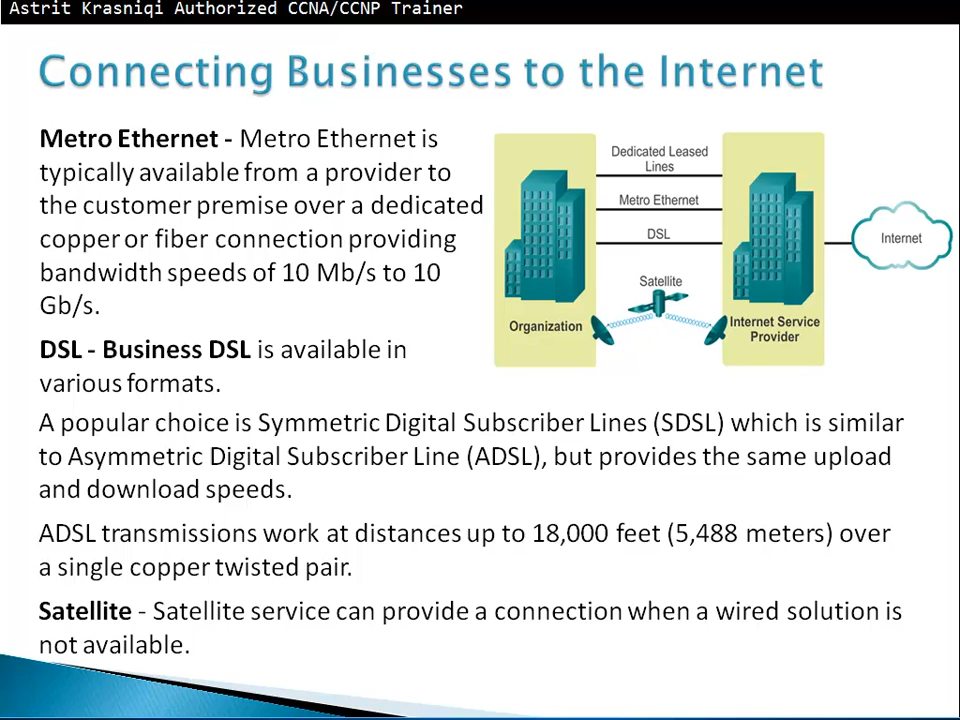 Astrit Krasniqi Authorized CCNA/CCNP Trainer
Connecting Businesses to the Internet
Metro Ethernet - Metro Ethernet is
typically available from a provider to
the customer premise over a dedicated
copper or fiber connection providing
bandwidth speeds of 10 Mb/s to 10
Gb/s.
DSL - Business DSL is available in
various formats.
A popular choice is Symmetric Digital Subscriber Lines (SDSL) which is similar
to Asymmetric Digital Subscriber Line (ADSL), but provides the same upload
and download speeds.
ADSL transmissions work at distances up to 18,000 feet (5,488 meters) over
a single copper twisted pair.
Satellite - Satellite service can provide a connection when a wired solution is
not available.
Dedicated Leased
Lines
Metro Ethernet
DSL
Satellite
Organization
Internet Service
Provider
Internet